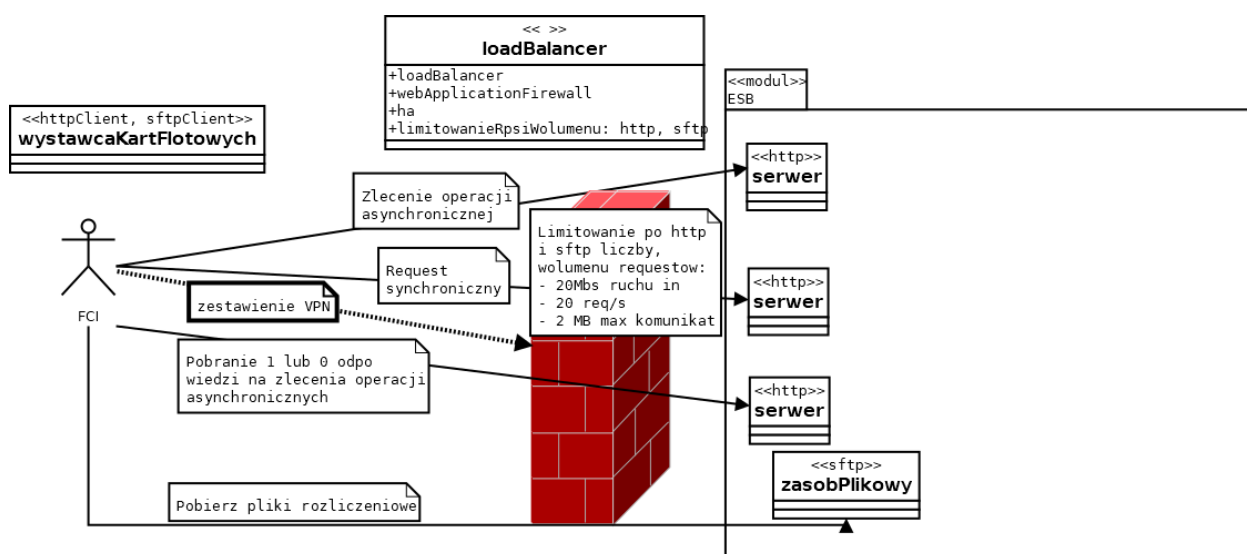 << >>
loadBalancer
+loadBalancer
+webApplicationFirewall
+ha
+limitowanieRpsiWolumenu: http, sftp
<<modul>>
ESB
<<httpClient, sftpClient>>
wystawcaKartFlotowych
<<http>>
serwer
Zlecenie operacji
asynchronicznej
Limitowanie po http
i sftp liczby,
wolumenu requestow:
- 20Mbs ruchu in
- 20 req/s
- 2 MB max komunikat
Request
synchroniczny
<<http>>
serwer
zestawienie VPN
FCI
Pobranie 1 lub 0 odpo
wiedzi na zlecenia operacji
asynchronicznych
<<http>>
serwer
<<sftp>>
zasobPlikowy
Pobierz pliki rozliczeniowe